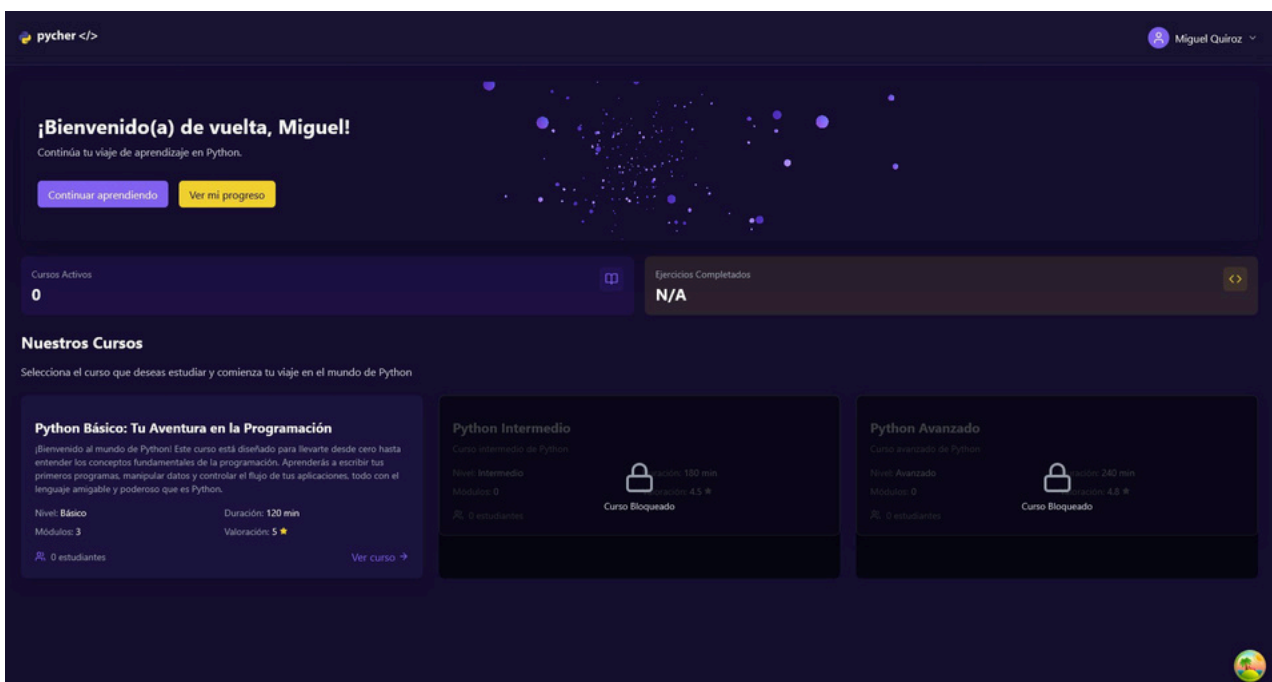 pycher </>
Miguel Quiroz
¡Bienvenido(a) de vuelta, Miguel!
Continúa tu viaje de aprendizaje en Python.
Continuar aprendiendo
Ver mi progreso
Cursos Activos
0
Ejercicios Completados
N/A
Nuestros Cursos
Selecciona el curso que deseas estudiar y comienza tu viaje en el mundo de Python
Python Básico: Tu Aventura en la Programación
¡Bienvenido al mundo de Python! Este curso está diseñado para llevarte desde cero hasta
entender los conceptos fundamentales de la programación. Aprenderás a escribir tus
primeros programas, manipular datos y controlar el flujo de tus aplicaciones, todo con el
lenguaje amigable y poderoso que es Python.
Nivel: Básico
Duración: 120 min
Módulos: 3
Valoración: 5
0 estudiantes
Ver curso →
Python Intermedio
Curso intermedio de Python
Nivel: Intermedio
180 min
Módulos: 0
4.5
0 estudiantes
Curso Bloqueado
Python Avanzado
Curso avanzado de Python
Nivel: Avanzado
240 min
Módulos: 0
4.8
0 estudiantes
Curso Bloqueado